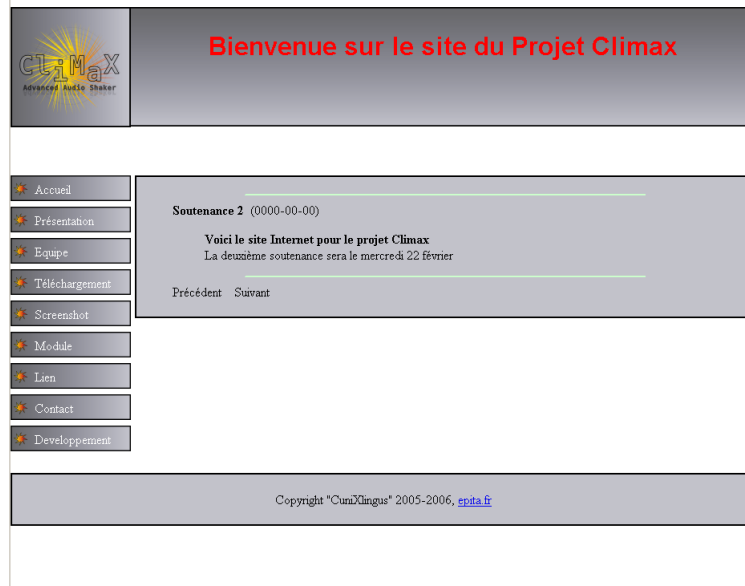 Bienvenue sur le site du Projet Climax
CLiMaX
Advanced Audio Shaker
Accueil
Présentation
Equipe
Téléchargement
Screenshot
Module
Lien
Contact
Developpement
Soutenance 2 (0000-00-00)
Voici le site Internet pour le projet Climax
La deuxième soutenance sera le mercredi 22 février
Précédent Suivant
Copyright "CuniXlingus" 2005-2006, epita.fr